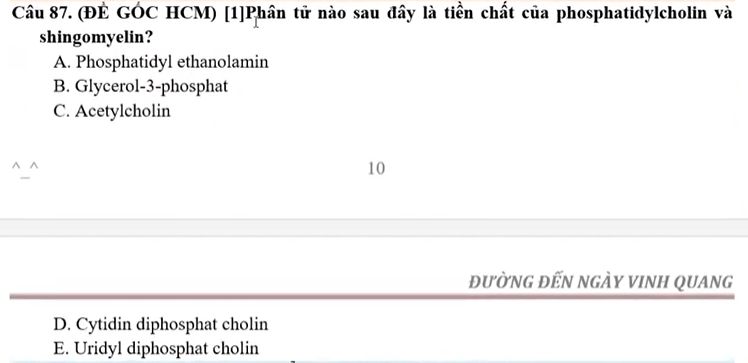 Câu 87. (ĐỀ GỐC HCM) [1]Phân tử nào sau đây là tiền chất của phosphatidylcholin và
shingomyelin?
A. Phosphatidyl ethanolamin
B. Glycerol-3-phosphat
C. Acetylcholin
^_^
10
ĐƯỜNG ĐẾN NGÀY VINH QUANG
D. Cytidin diphosphat cholin
E. Uridyl diphosphat cholin